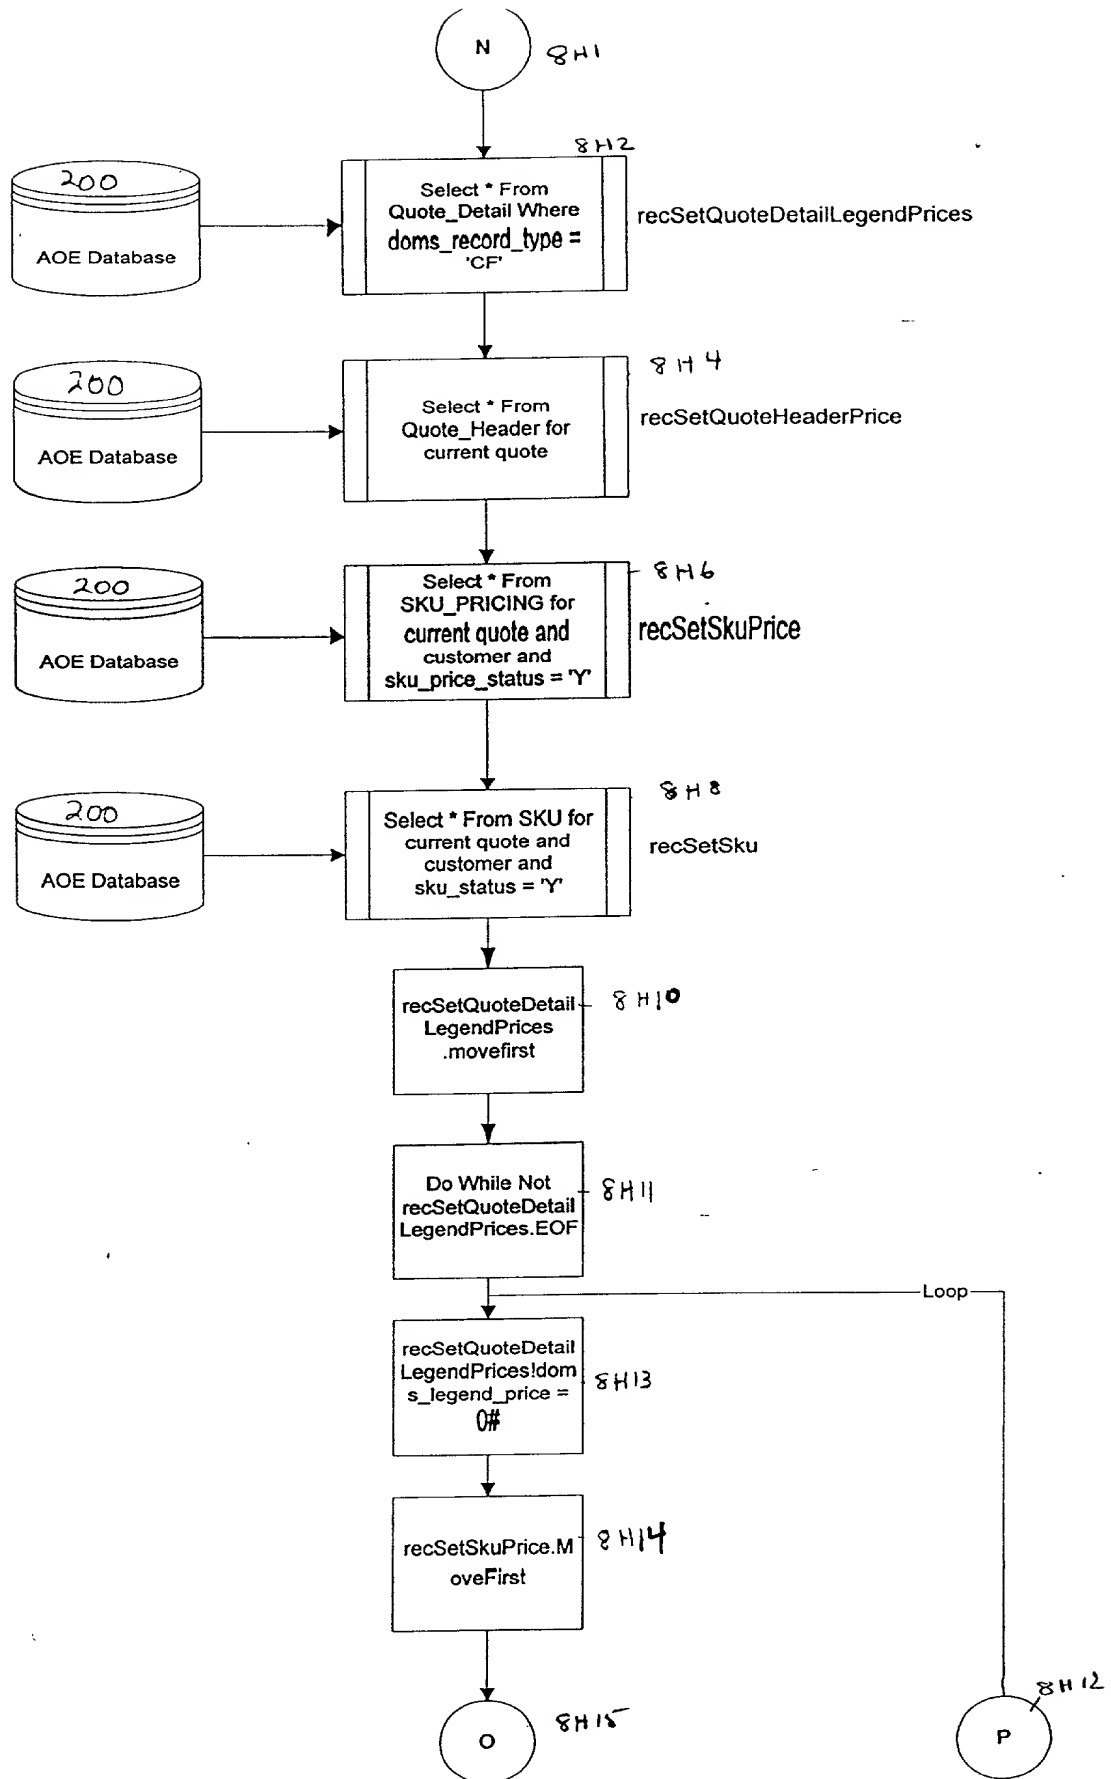 N
8H1
8H2
200
AOE Database
Select * From
Quote_Detail Where
doms_record_type =
'CF'
recSetQuoteDetailLegendPrices
8H4
200
AOE Database
Select * From
Quote_Header for
current quote
recSetQuoteHeaderPrice
8H6
200
AOE Database
Select * From
SKU_PRICING for
current quote and
customer and
sku_price_status = 'Y'
recSetSkuPrice
8H8
200
AOE Database
Select * From SKU for
current quote and
customer and
sku_status = 'Y'
recSetSku
recSetQuoteDetail
LegendPrices
.movefirst
8H10
Do While Not
recSetQuoteDetail
LegendPrices.EOF
8H11
Loop
recSetQuoteDetail
LegendPrices!dom
s_legend_price =
0#
8H13
recSetSkuPrice.M
oveFirst
8H14
O
8H15
P
8H12